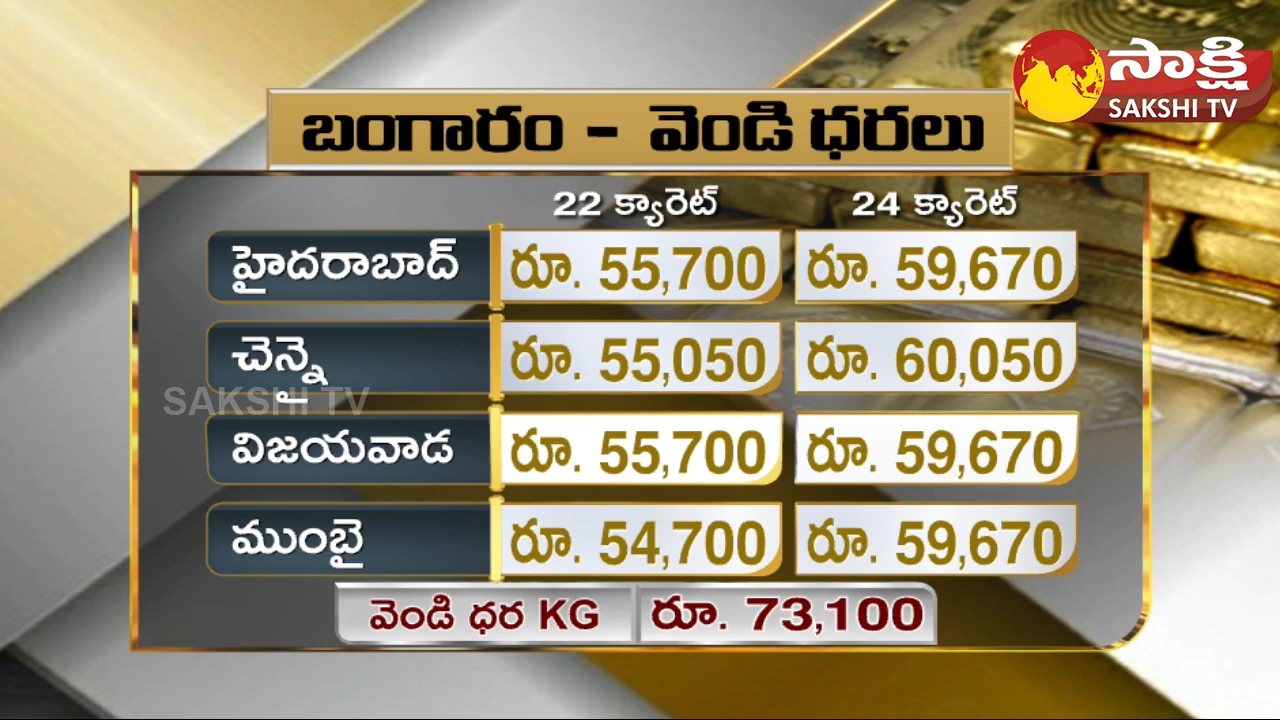 సాక్షి
SAKSHI TV
బంగారం - వెండి ధరలు
22 క్యారెట్ 24 క్యారెట్
హైదరాబాద్ రూ. 55,700 రూ. 59,670
చెన్నై రూ. 55,050 రూ. 60,050
SAKSHI TV
విజయవాడ రూ. 55,700 రూ. 59,670
ముంబై రూ. 54,700 రూ. 59,670
వెండి ధర KG రూ. 73,100